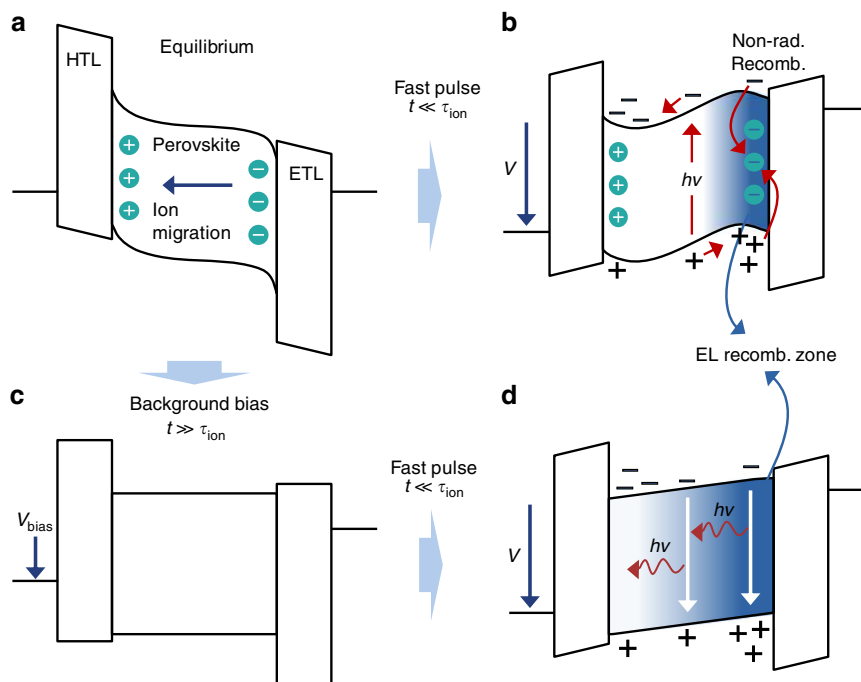 a
HTL
Equilibrium
Perovskite
Ion
migration
ETL
+
+
+
−
−
−
Fast pulse
t ≪ τion
b
Non-rad.
Recomb.
V
hν
+
+
+
−
−
−
− − − −
−
+ + + + +
EL recomb. zone
Background bias
t ≫ τion
c
Vbias
Fast pulse
t ≪ τion
d
V
hν
hν
− − − − −
+ + + + +